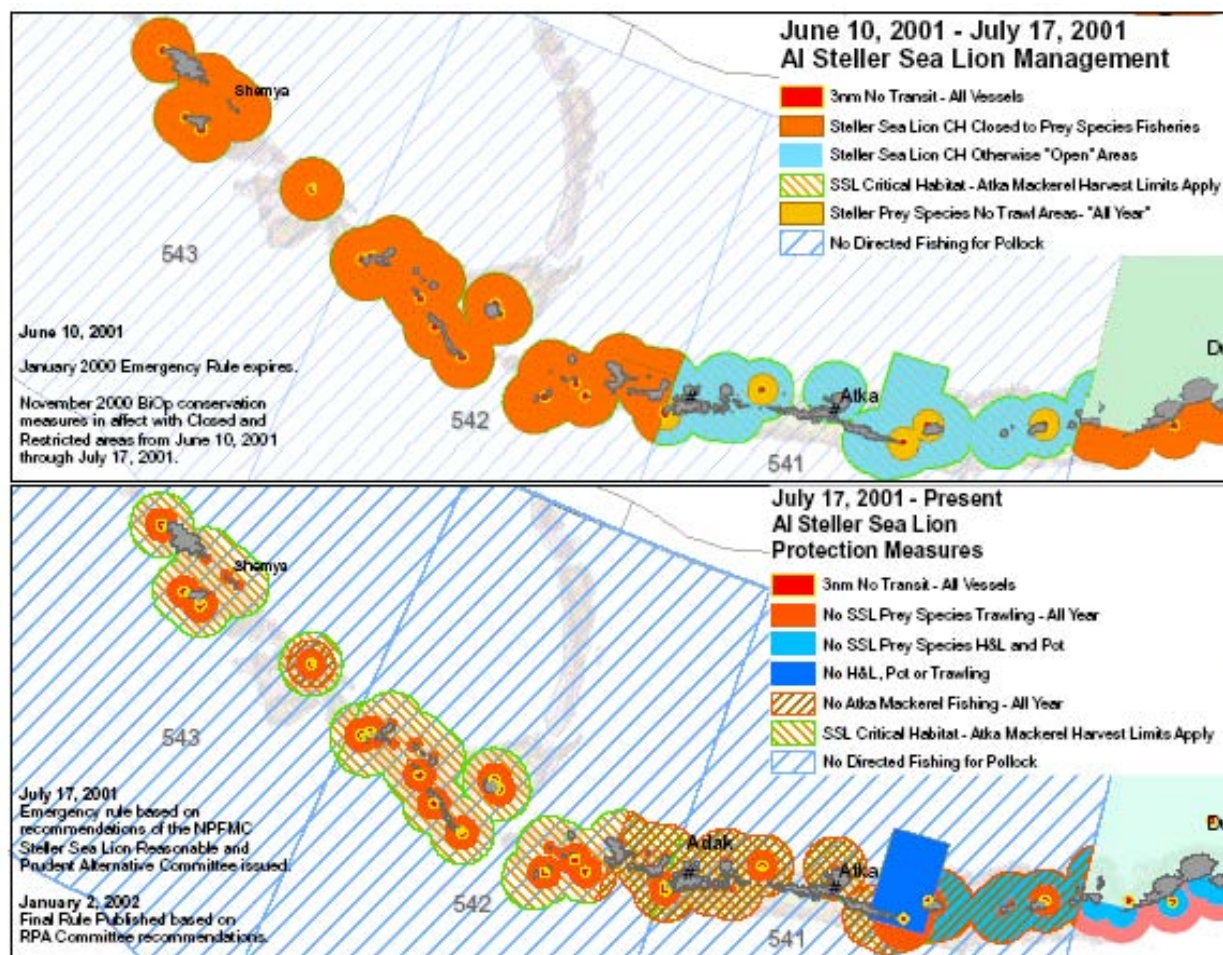 June 10, 2001 - July 17, 2001
AI Steller Sea Lion Management
3nm No Transit - All Vessels
Steller Sea Lion CH Closed to Prey Species Fisheries
Steller Sea Lion CH Otherwise "Open" Areas
SSL Critical Habitat - Atka Mackerel Harvest Limits Apply
Steller Prey Species No Trawl Areas- "All Year"
No Directed Fishing for Pollock
Shemya
543
June 10, 2001
January 2000 Emergency Rule expires.
November 2000 BiOp conservation
measures in affect with Closed and
Restricted areas from June 10, 2001
through July 17, 2001.
542
#
Atka
#
541
July 17, 2001 - Present
AI Steller Sea Lion
Protection Measures
3nm No Transit - All Vessels
No SSL Prey Species Trawling - All Year
No SSL Prey Species H&L and Pot
No H&L, Pot or Trawling
No Atka Mackerel Fishing - All Year
SSL Critical Habitat - Atka Mackerel Harvest Limits Apply
No Directed Fishing for Pollock
Shemya
543
July 17, 2001
Emergency rule based on
recommendations of the NPFMC
Steller Sea Lion Reasonable and
Prudent Alternative Committee issued.
January 2, 2002
Final Rule Published based on
RPA Committee recommendations.
542
Adak
#
Atka
#
541